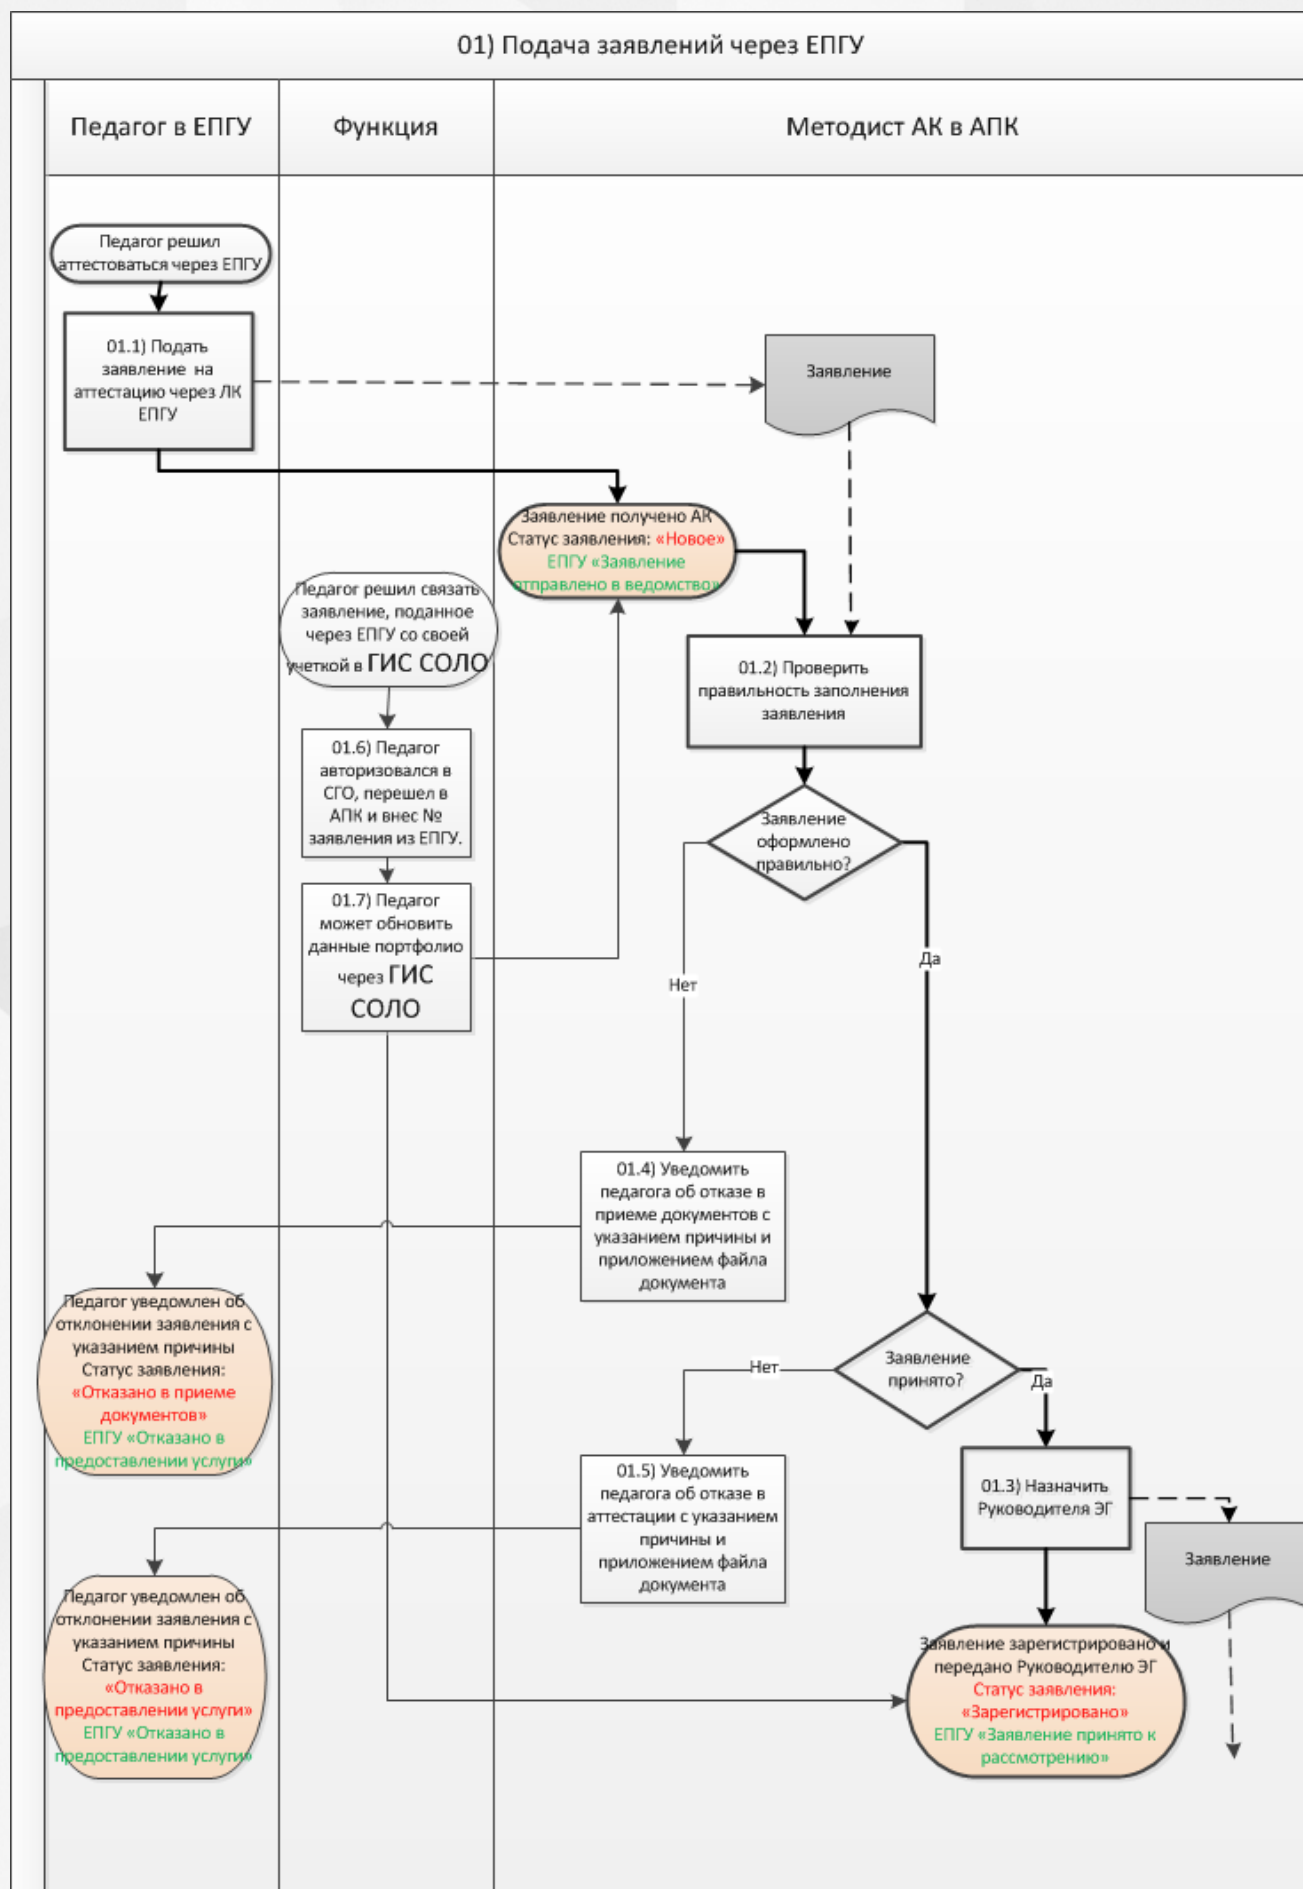 01) Подача заявлений через ЕПГУ
Педагог в ЕПГУ
Функция
Методист АК в АПК
Педагог решил
аттестоваться через ЕПГУ
01.1) Подать
заявление на
аттестацию через ЛК
ЕПГУ
Заявление
Заявление получено АК
Статус заявления: «Новое»
ЕПГУ «Заявление
отправлено в ведомство»
Педагог решил связать
заявление, поданное
через ЕПГУ со своей
учеткой в ГИС СОЛО
01.2) Проверить
правильность заполнения
заявления
01.6) Педагог
авторизовался в
СГО, перешел в
АПК и внес №
заявления из ЕПГУ.
Заявление
оформлено
правильно?
01.7) Педагог
может обновить
данные портфолио
через ГИС
СОЛО
Да
Нет
01.4) Уведомить
педагога об отказе в
приеме документов с
указанием причины и
приложением файла
документа
Педагог уведомлен об
отклонении заявления с
указанием причины
Статус заявления:
«Отказано в приеме
документов»
ЕПГУ «Отказано в
предоставлении услуги»
Заявление
принято?
Нет
Да
01.5) Уведомить
педагога об отказе в
аттестации с указанием
причины и
приложением файла
документа
01.3) Назначить
Руководителя ЭГ
Заявление
Педагог уведомлен об
отклонении заявления с
указанием причины
Статус заявления:
«Отказано в
предоставлении услуги»
ЕПГУ «Отказано в
предоставлении услуги»
Заявление зарегистрировано и
передано Руководителю ЭГ
Статус заявления:
«Зарегистрировано»
ЕПГУ «Заявление принято к
рассмотрению»